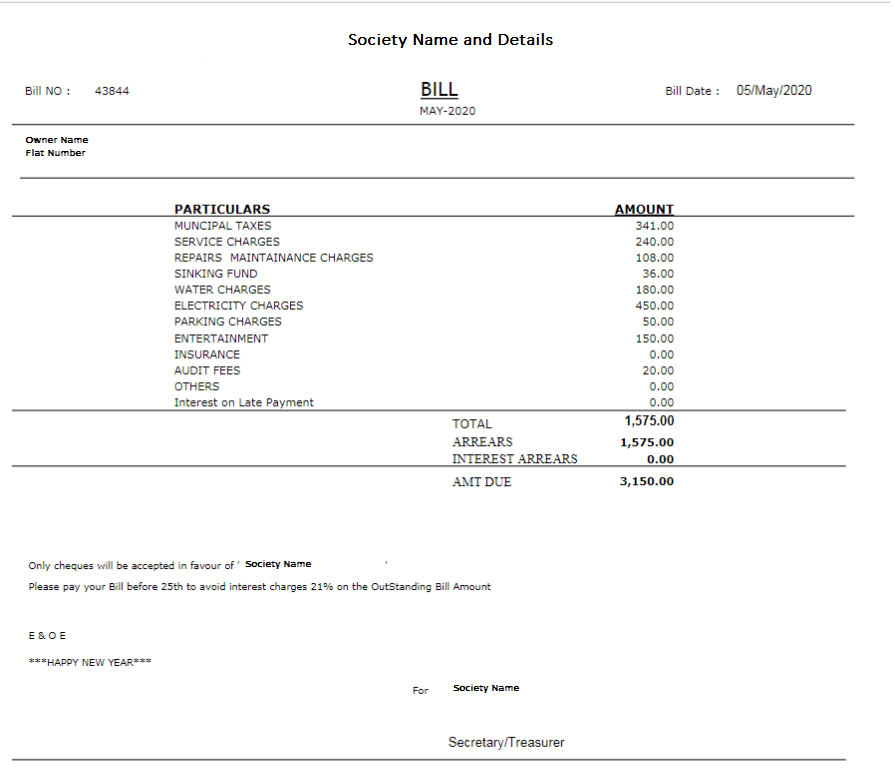 Society Name and Details
Bill NO : 43844 BILL Bill Date : 05/May/2020
MAY-2020
Owner Name
Flat Number
PARTICULARS AMOUNT
MUNCIPAL TAXES 341.00
SERVICE CHARGES 240.00
REPAIRS MAINTAINANCE CHARGES 108.00
SINKING FUND 36.00
WATER CHARGES 180.00
ELECTRICITY CHARGES 450.00
PARKING CHARGES 50.00
ENTERTAINMENT 150.00
INSURANCE 0.00
AUDIT FEES 20.00
OTHERS 0.00
Interest on Late Payment 0.00
TOTAL 1,575.00
ARREARS 1,575.00
INTEREST ARREARS 0.00
AMT DUE 3,150.00
Only cheques will be accepted in favour of ' Society Name '
Please pay your Bill before 25th to avoid interest charges 21% on the OutStanding Bill Amount
E & O E
***HAPPY NEW YEAR***
For Society Name
Secretary/Treasurer